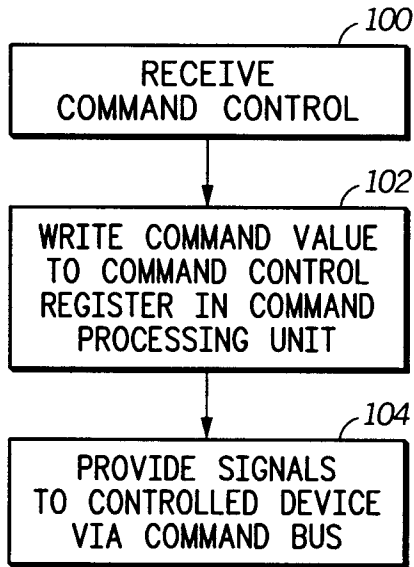 100
RECEIVE
COMMAND CONTROL
102
WRITE COMMAND VALUE
TO COMMAND CONTROL
REGISTER IN COMMAND
PROCESSING UNIT
104
PROVIDE SIGNALS
TO CONTROLLED DEVICE
VIA COMMAND BUS